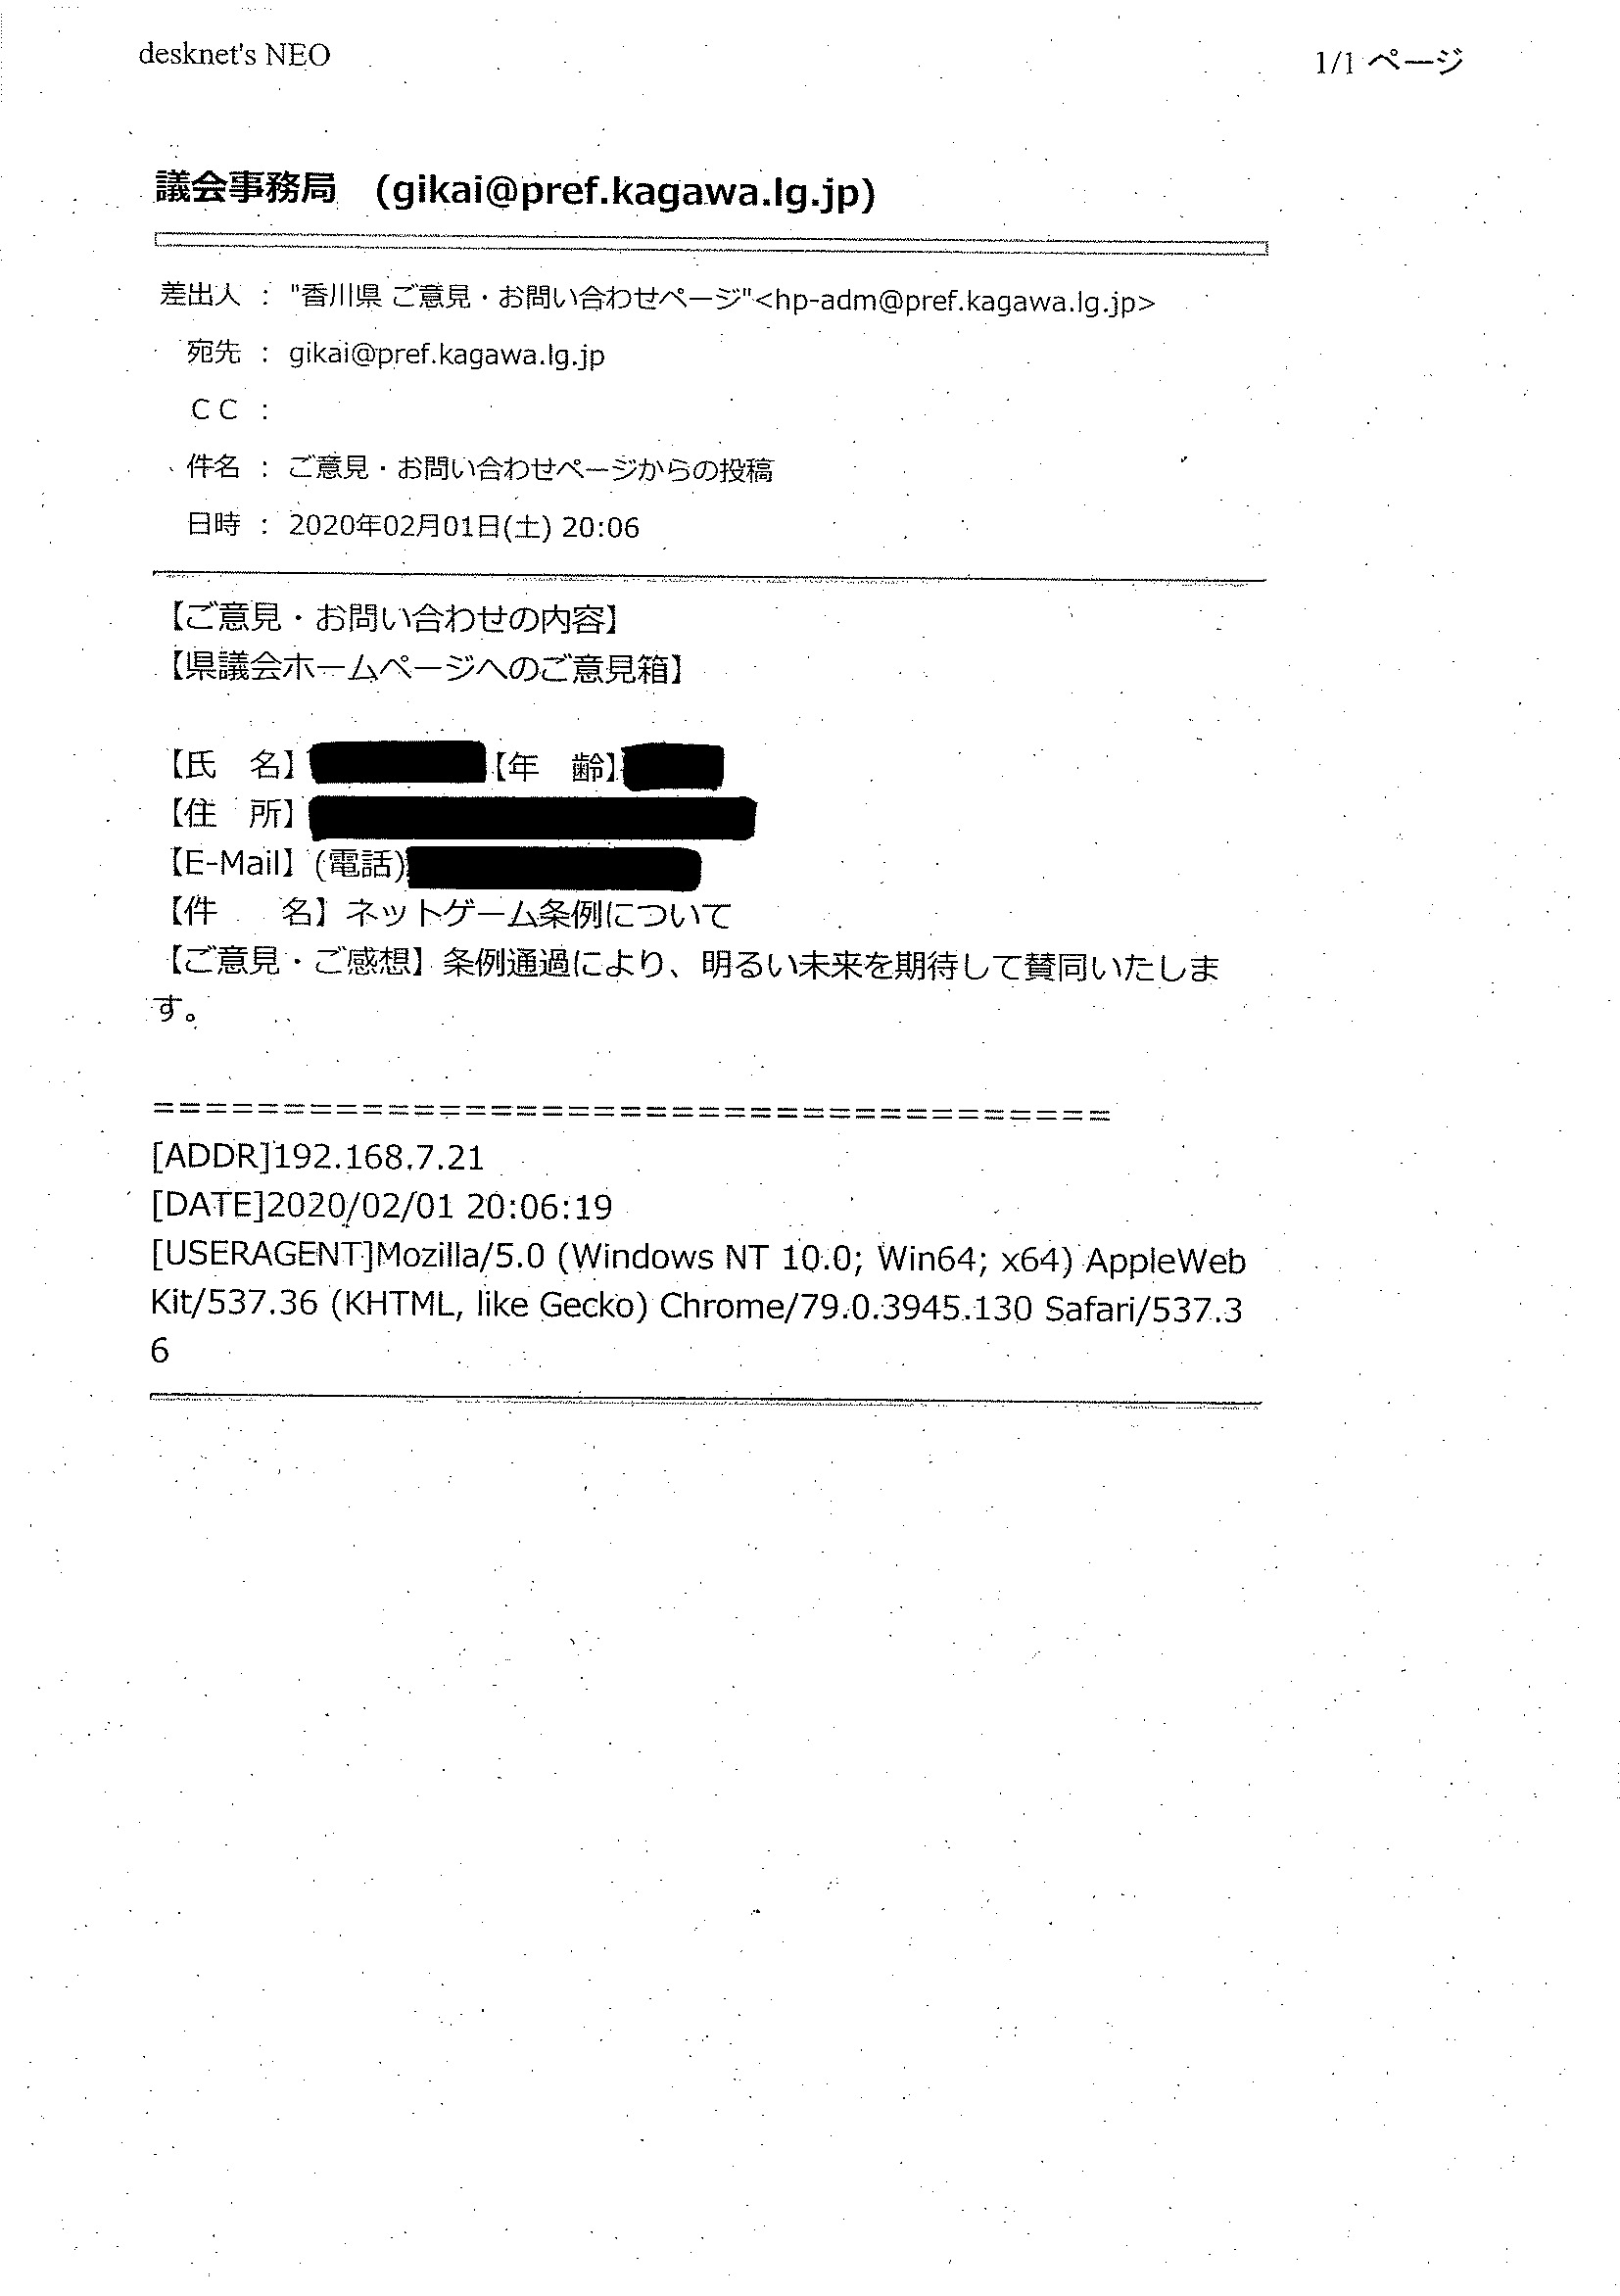 desknet's NEO
1/1 ページ
議会事務局　(gikai@pref.kagawa.lg.jp)
差出人 ： "香川県 ご意見・お問い合わせページ"<hp-adm@pref.kagawa.lg.jp>
宛先 ： gikai@pref.kagawa.lg.jp
ＣＣ ：
件名 ： ご意見・お問い合わせページからの投稿
日時 ： 2020年02月01日(土) 20:06
【ご意見・お問い合わせの内容】
【県議会ホームページへのご意見箱】
【氏　名】【年　齢】
【住　所】
【E-Mail】(電話)
【件　　名】ネットゲーム条例について
【ご意見・ご感想】条例通過により、明るい未来を期待して賛同いたしま
す。
=====================================
[ADDR]192.168.7.21
[DATE]2020/02/01 20:06:19
[USERAGENT]Mozilla/5.0 (Windows NT 10.0; Win64; x64) AppleWeb
Kit/537.36 (KHTML, like Gecko) Chrome/79.0.3945.130 Safari/537.3
6